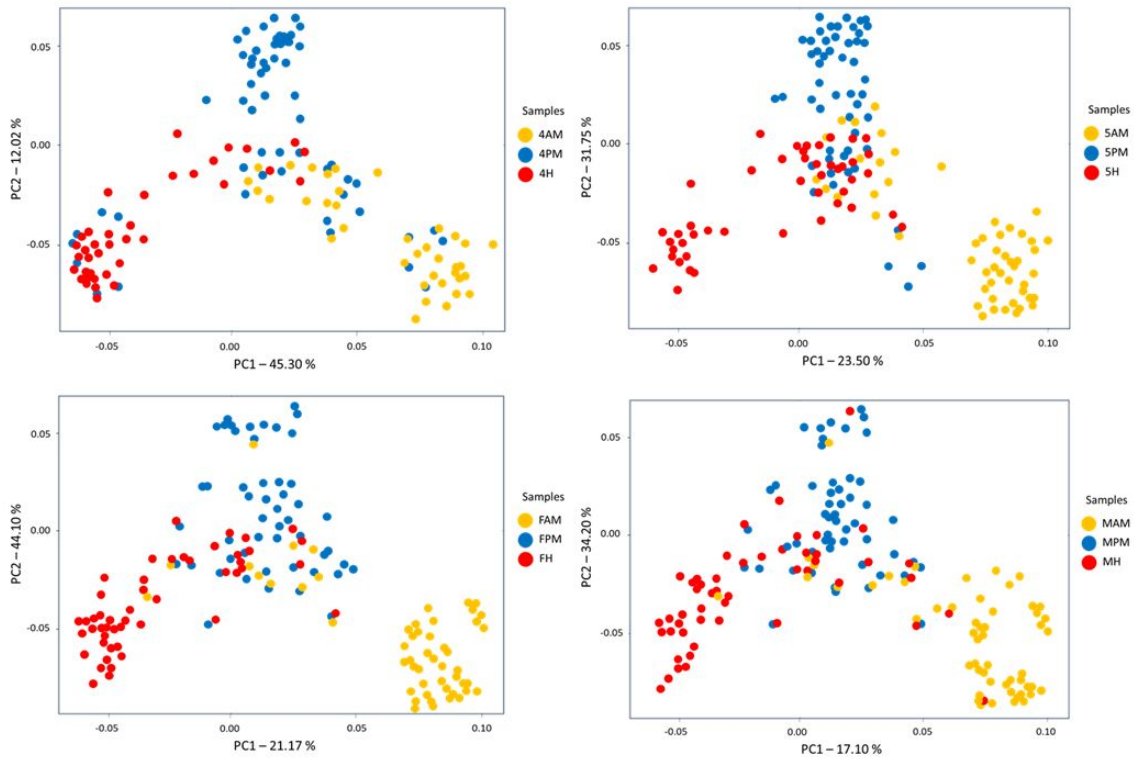 0.05
0.00
-0.05
PC2 – 12.02 %
-0.05
0.00
0.05
0.10
PC1 – 45.30 %
Samples
4AM
4PM
4H
0.05
0.00
-0.05
PC2 – 31.75 %
-0.05
0.00
0.05
0.10
PC1 – 23.50 %
Samples
5AM
5PM
5H
0.05
0.00
-0.05
PC2 – 44.10 %
-0.05
0.00
0.05
0.10
PC1 – 21.17 %
Samples
FAM
FPM
FH
0.05
0.00
-0.05
PC2 – 34.20 %
-0.05
0.00
0.05
0.10
PC1 – 17.10 %
Samples
MAM
MPM
MH